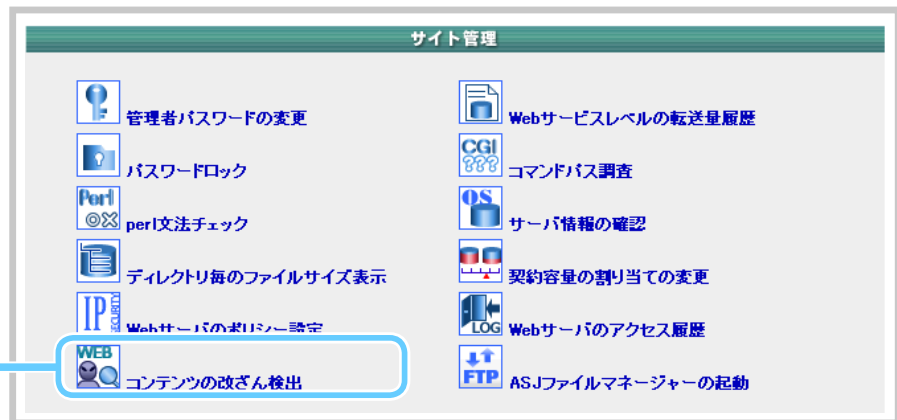 サイト管理
管理者パスワードの変更
Webサービスレベルの転送量履歴
パスワードロック
CGI
???
コマンドパス調査
Perl
perl文法チェック
OS
サーバ情報の確認
ディレクトリ毎のファイルサイズ表示
契約容量の割り当ての変更
IP
SECURITY
Webサーバのポリシー設定
LOG
Webサーバのアクセス履歴
WEB
コンテンツの改ざん検出
FTP
ASJファイルマネージャーの起動